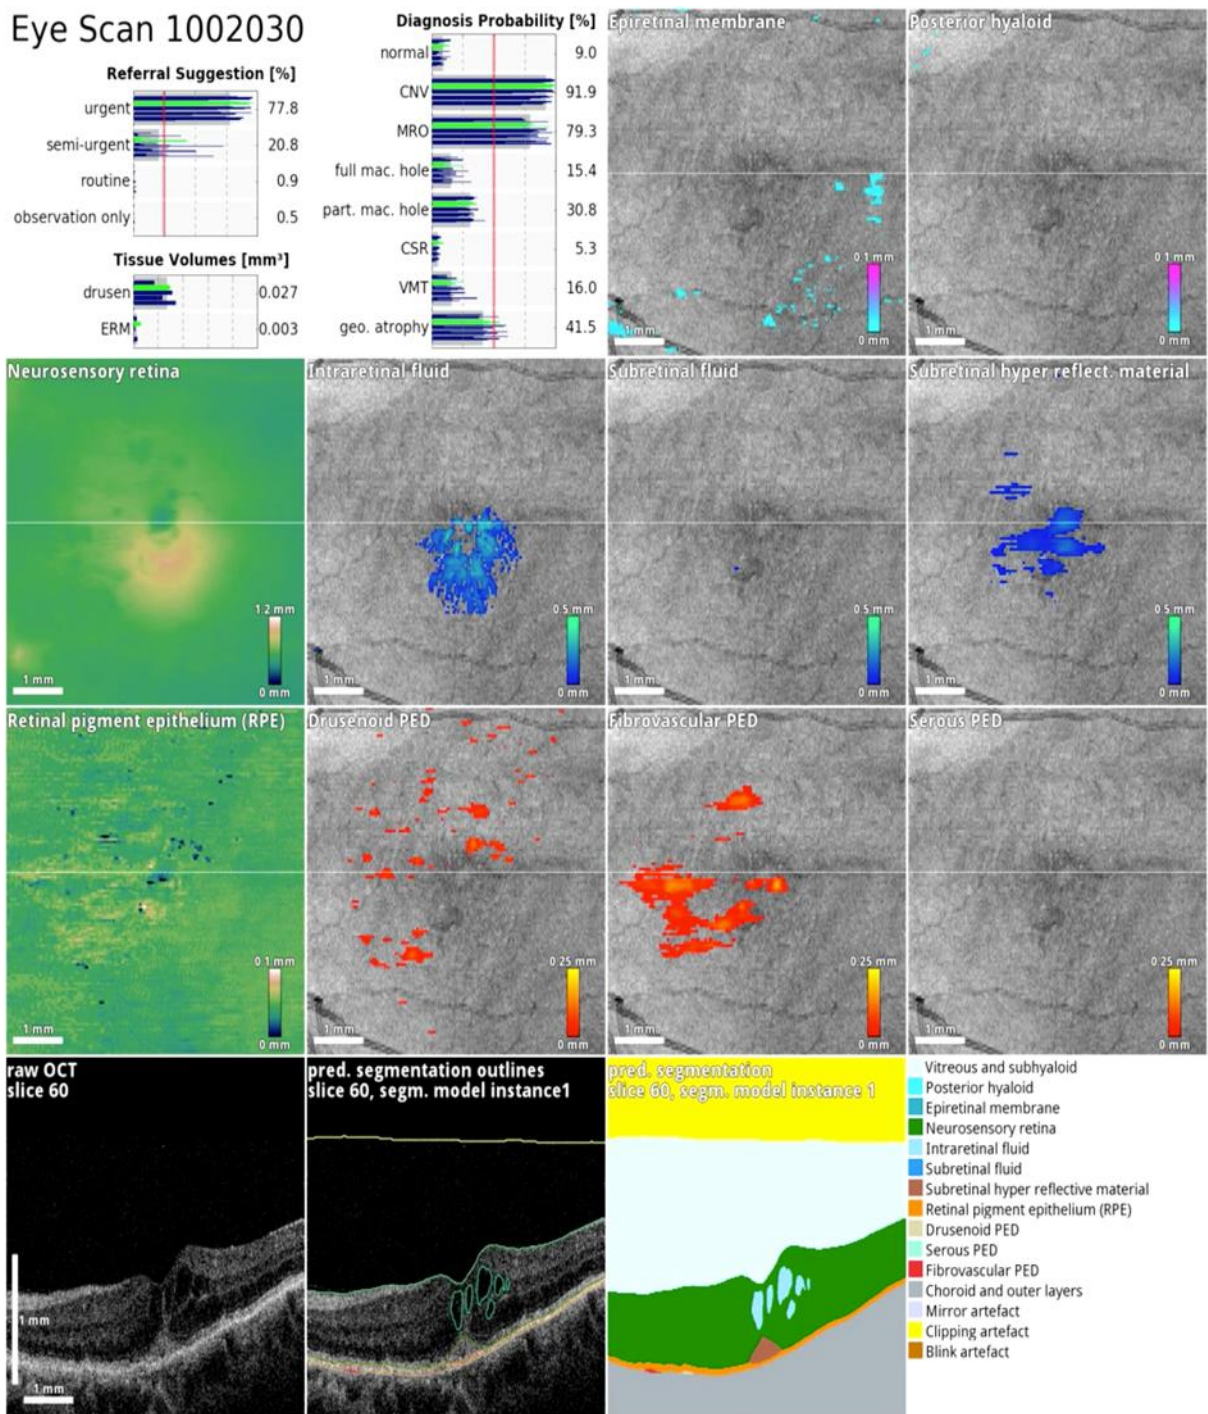 Eye Scan 1002030
Referral Suggestion [%]
urgent 77.8
semi-urgent 20.8
routine 0.9
observation only 0.5
Tissue Volumes [mm³]
drusen 0.027
ERM 0.003
Diagnosis Probability [%]
normal 9.0
CNV 91.9
MRO 79.3
full mac. hole 15.4
part. mac. hole 30.8
CSR 5.3
VMT 16.0
geo. atrophy 41.5
Epiretinal membrane
0 1 mm
0 mm
1 mm
Posterior hyaloid
0 1 mm
0 mm
1 mm
Neurosensory retina
1 2 mm
0 mm
1 mm
Intraretinal fluid
0 5 mm
0 mm
1 mm
Subretinal fluid
0 5 mm
0 mm
1 mm
Subretinal hyper reflect. material
0 5 mm
0 mm
1 mm
Retinal pigment epithelium (RPE)
0 1 mm
0 mm
1 mm
Drusenoid PED
0 25 mm
0 mm
1 mm
Fibrovascular PED
0 25 mm
0 mm
1 mm
Serous PED
0 25 mm
0 mm
1 mm
raw OCT
slice 60
1 mm
1 mm
pred. segmentation outlines
slice 60, segm. model instance1
pred. segmentation
slice 60, segm. model instance 1
Vitreous and subhyaloid
Posterior hyaloid
Epiretinal membrane
Neurosensory retina
Intraretinal fluid
Subretinal fluid
Subretinal hyper reflective material
Retinal pigment epithelium (RPE)
Drusenoid PED
Serous PED
Fibrovascular PED
Choroid and outer layers
Mirror artefact
Clipping artefact
Blink artefact